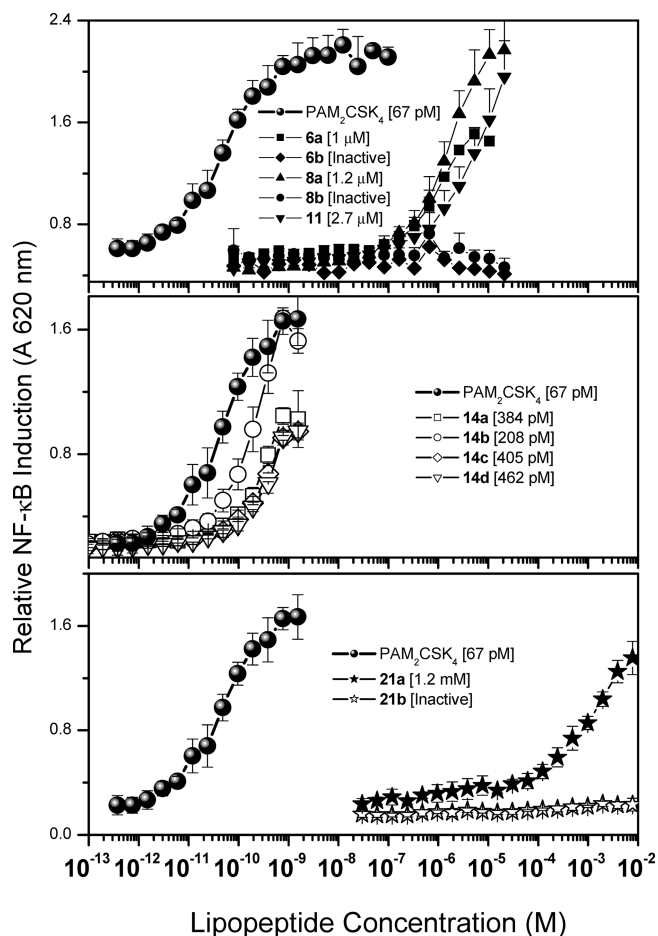 Relative NF-κB Induction (A 620 nm)
2.4
1.6
0.8
PAM₂CSK₄ [67 pM]
6a [1 μM]
6b [Inactive]
8a [1.2 μM]
8b [Inactive]
11 [2.7 μM]
1.6
0.8
PAM₂CSK₄ [67 pM]
14a [384 pM]
14b [208 pM]
14c [405 pM]
14d [462 pM]
1.6
0.8
0.0
PAM₂CSK₄ [67 pM]
21a [1.2 mM]
21b [Inactive]
10⁻¹³ 10⁻¹² 10⁻¹¹ 10⁻¹⁰ 10⁻⁹ 10⁻⁸ 10⁻⁷ 10⁻⁶ 10⁻⁵ 10⁻⁴ 10⁻³ 10⁻²
Lipopeptide Concentration (M)